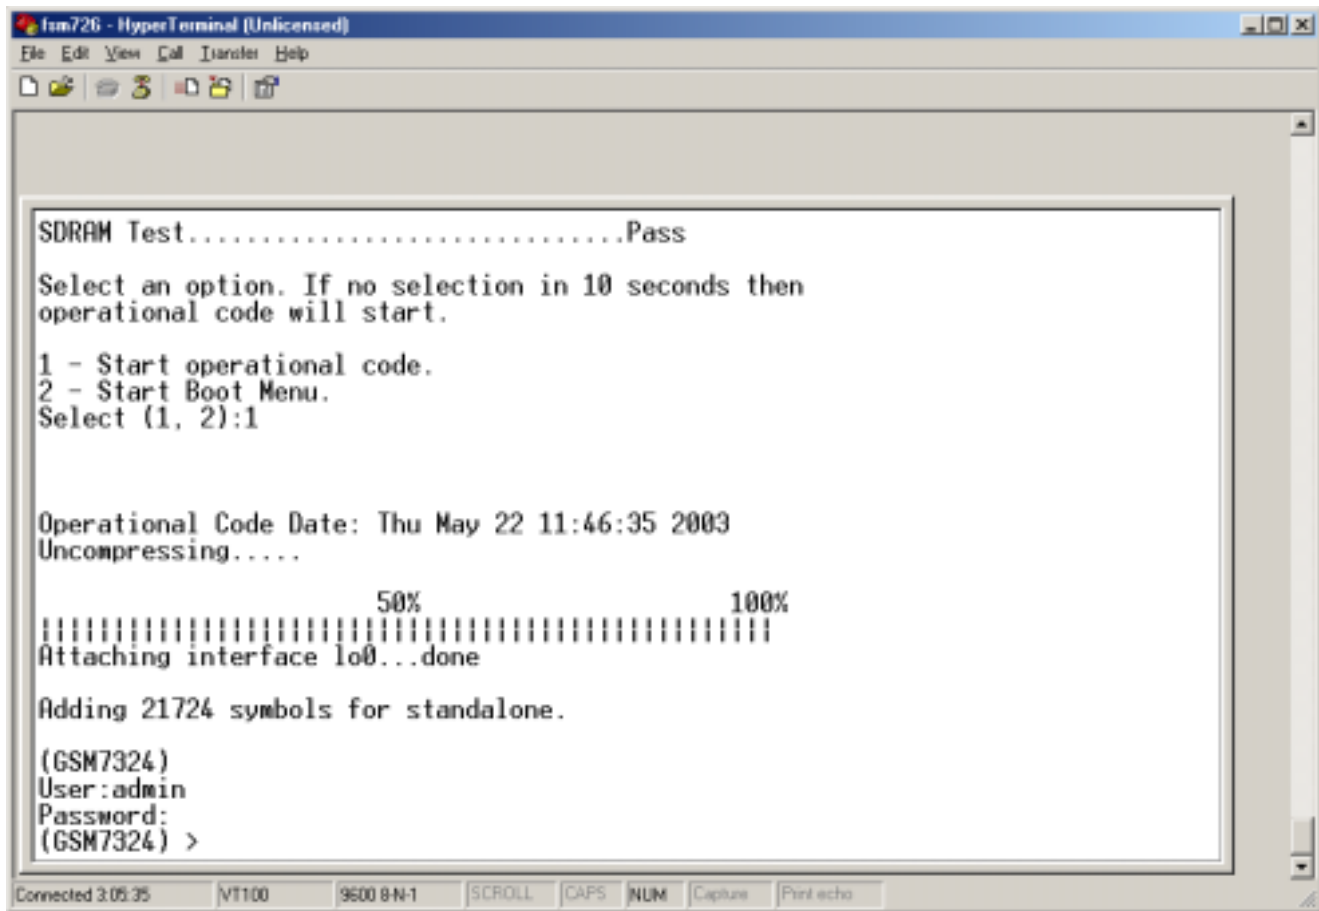 fsm726 - HyperTerminal (Unlicensed)
File Edit View Call Transfer Help
SDRAM Test..............................Pass
Select an option. If no selection in 10 seconds then
operational code will start.
1 - Start operational code.
2 - Start Boot Menu.
Select (1, 2):1
Operational Code Date: Thu May 22 11:46:35 2003
Uncompressing.....
50% 100%
||||||||||||||||||||||||||||||||||||||||||||||||||
Attaching interface lo0...done
Adding 21724 symbols for standalone.
(GSM7324)
User:admin
Password:
(GSM7324) >
Connected 3:05:35 VT100 9600 8-N-1 SCROLL CAPS NUM Capture Print echo